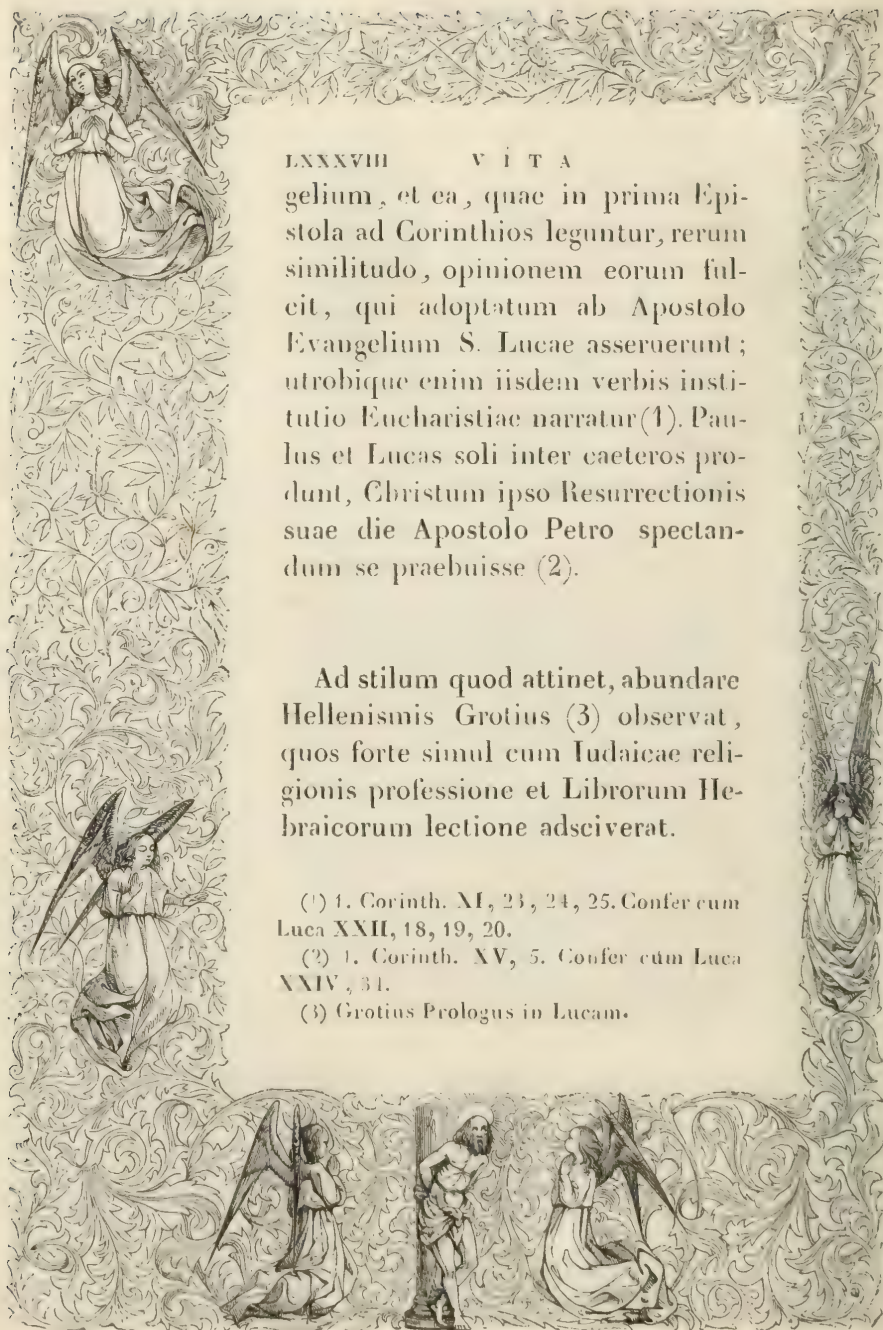 LXXXVIII V I T A
gelium, et ea, quae in prima Epi-
stola ad Corinthios leguntur, rerum
similitudo, opinionem eorum ful-
cit, qui adoptatum ab Apostolo
Evangelium S. Lucae asseruerunt;
utrobique enim iisdem verbis insti-
tutio Eucharistiae narratur (1). Pau-
lus et Lucas soli inter caeteros pro-
dunt, Christum ipso Resurrectionis
suae die Apostolo Petro spectan-
dum se praebuisse (2).
Ad stilum quod attinet, abundare
Hellenismis Grotius (3) observat,
quos forte simul cum Iudaicae reli-
gionis professione et Librorum He-
braicorum lectione adsciverat.
(1) 1. Corinth. XI, 23, 24, 25. Confer cum
Luca XXII, 18, 19, 20.
(2) 1. Corinth. XV, 5. Confer cum Luca
XXIV, 34.
(3) Grotius Prologus in Lucam.